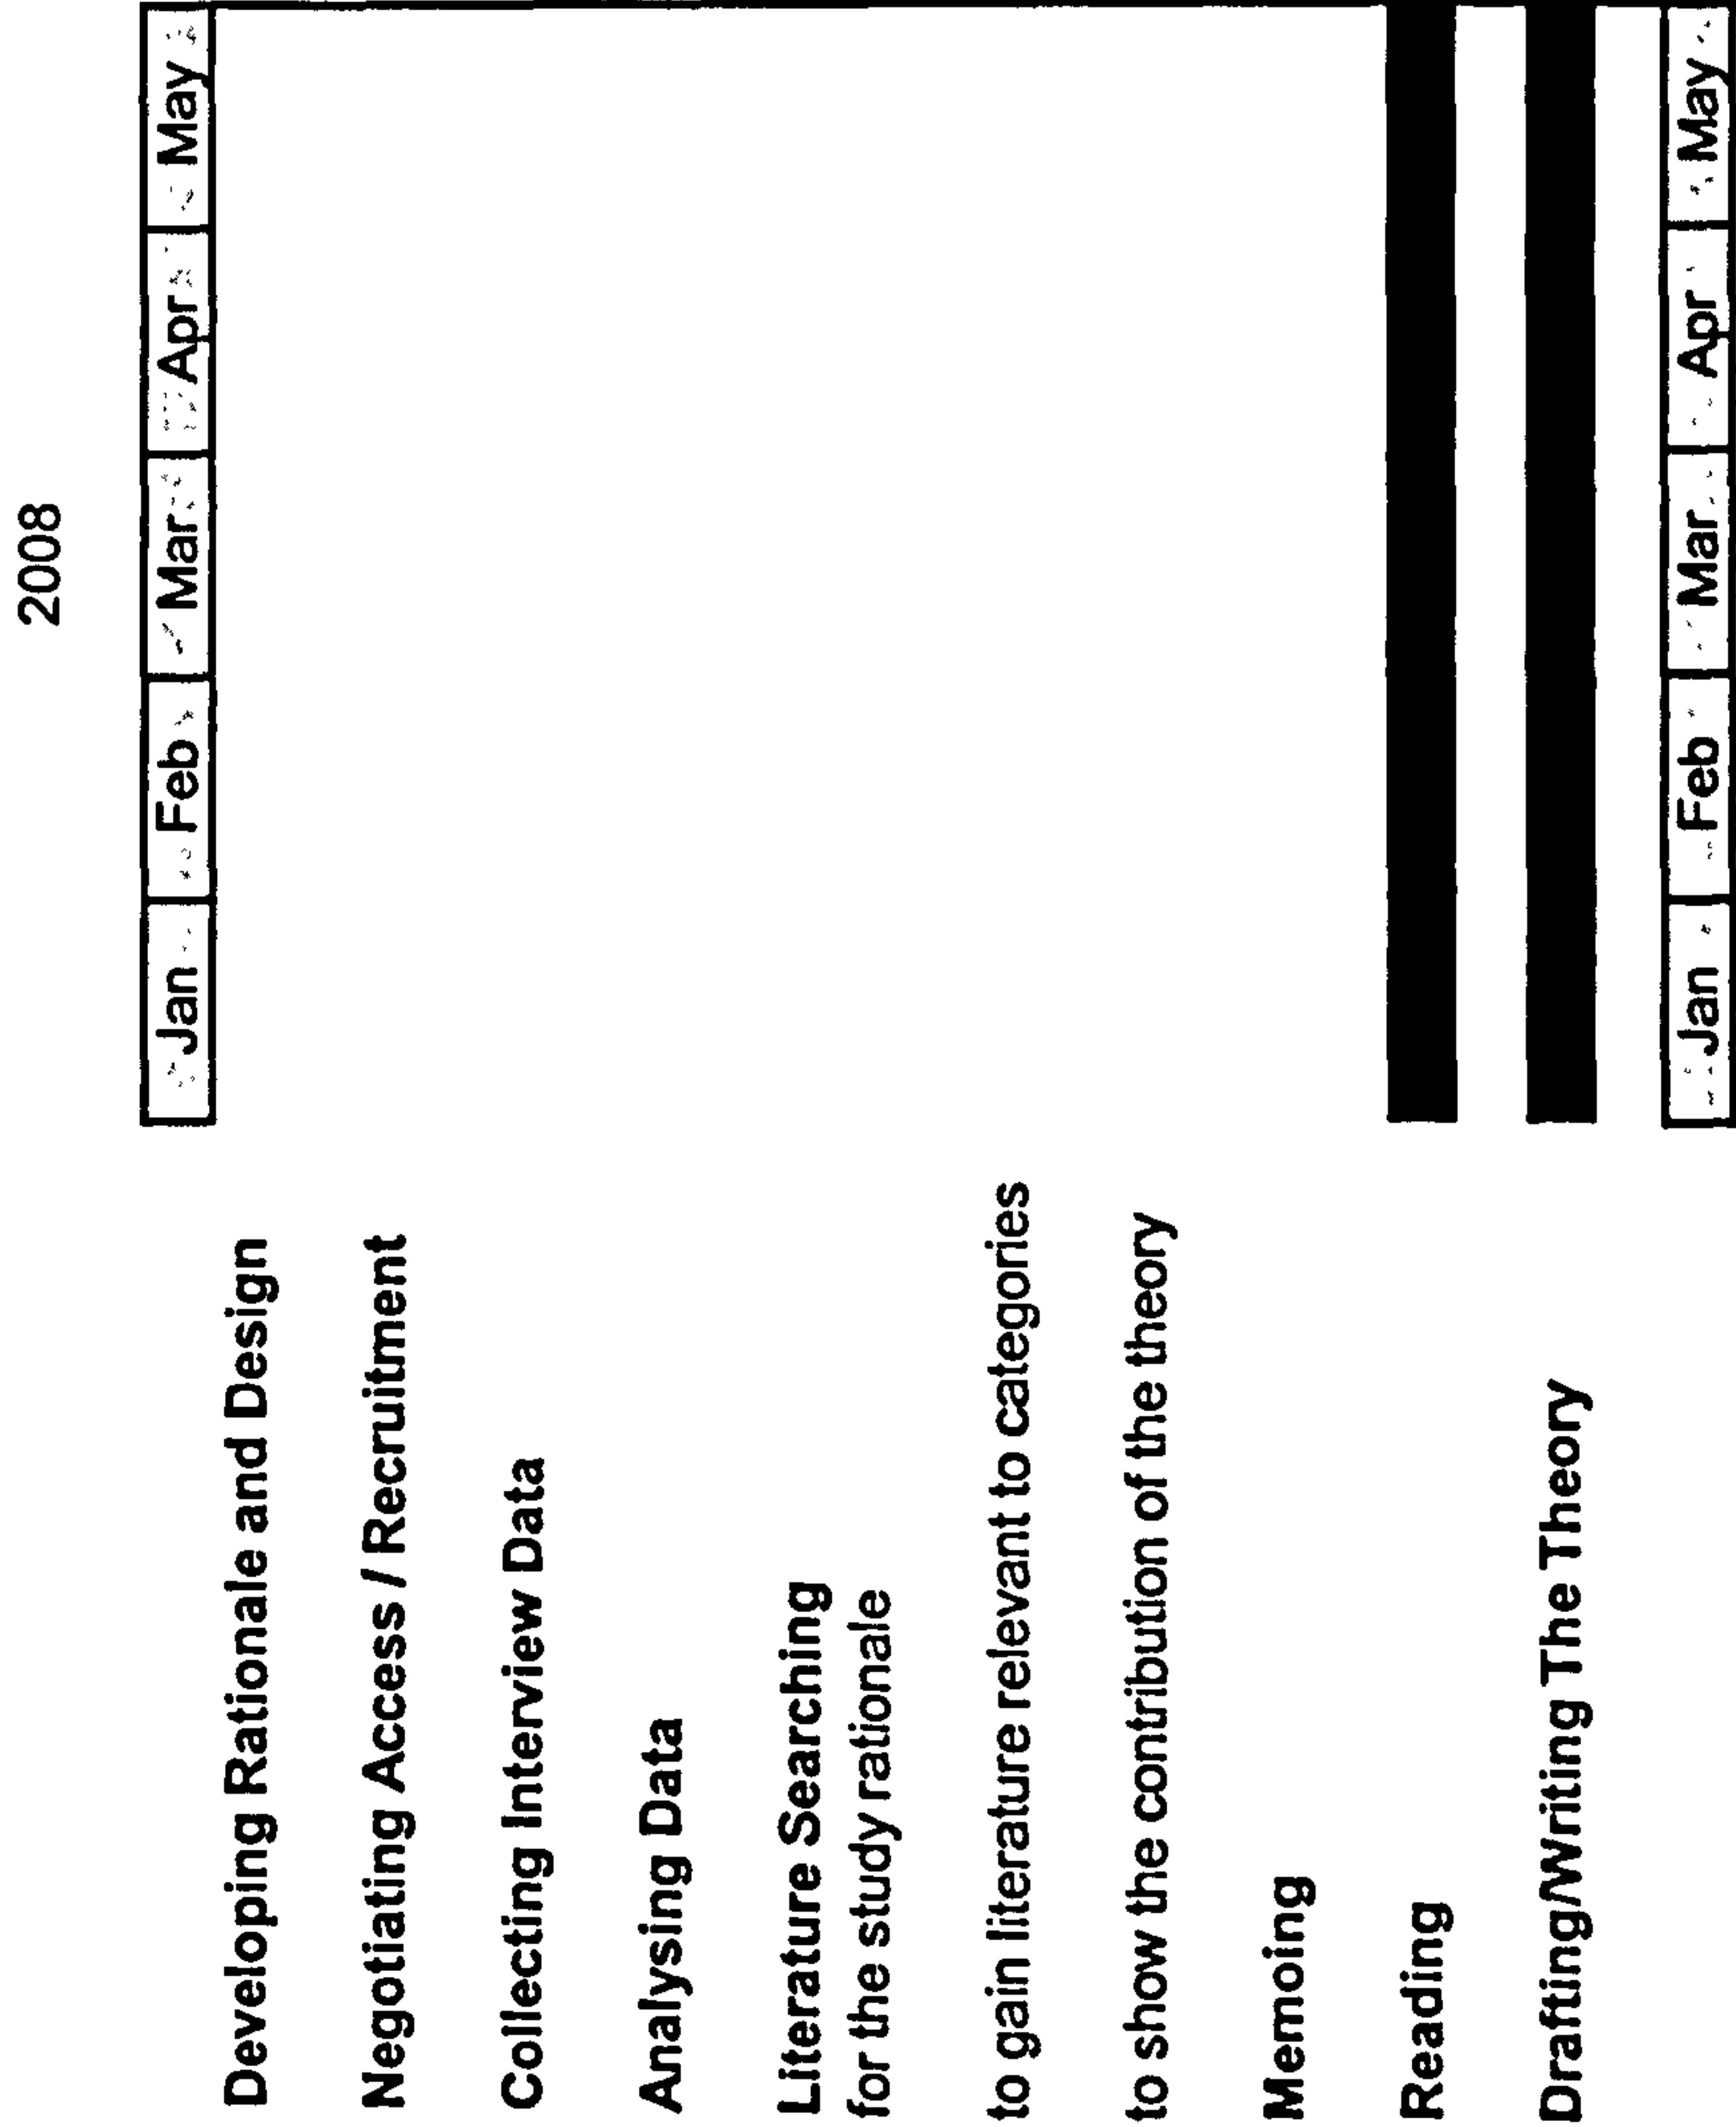 2008
Jan Feb Mar Apr May
Developing Rationale and Design
Negotiating Access / Recruitment
Collecting Interview Data
Analysing Data
Literature Searching
for the study rationale
to gain literature relevant to categories
to show the contribution of the theory
Memoing
Reading
Drafting/Writing The Theory
Jan Feb Mar Apr May